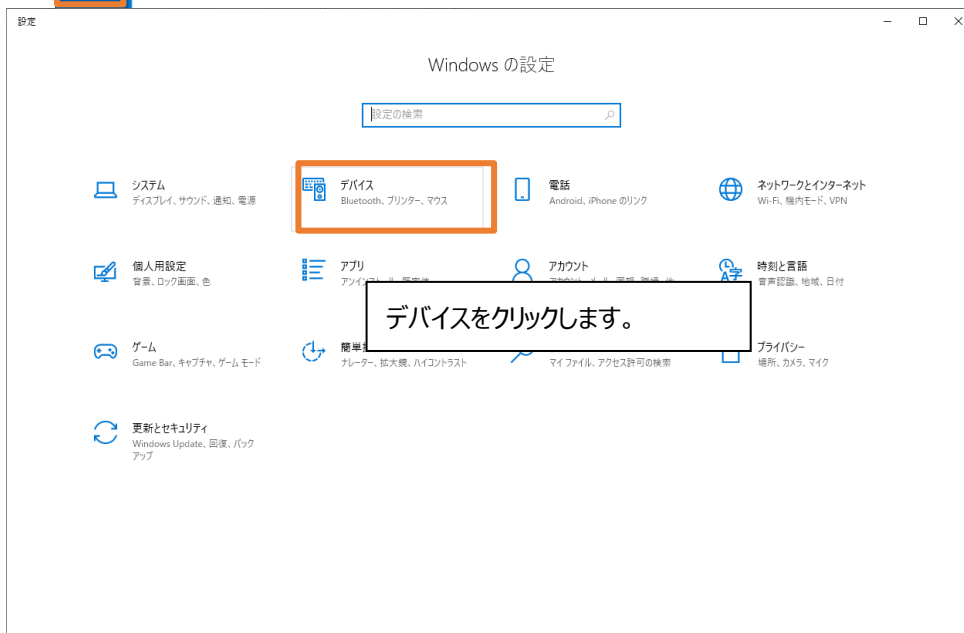 設定
Windows の設定
設定の検索
システム
ディスプレイ、サウンド、通知、電源
デバイス
Bluetooth、プリンター、マウス
電話
Android、iPhone のリンク
ネットワークとインターネット
Wi-Fi、機内モード、VPN
個人用設定
背景、ロック画面、色
アプリ
アカウント
時刻と言語
音声認識、地域、日付
デバイスをクリックします。
ゲーム
Game Bar、キャプチャ、ゲーム モード
簡単
ナレーター、拡大鏡、ハイコントラスト
マイ ファイル、アクセス許可の検索
プライバシー
場所、カメラ、マイク
更新とセキュリティ
Windows Update、回復、バック
アップ